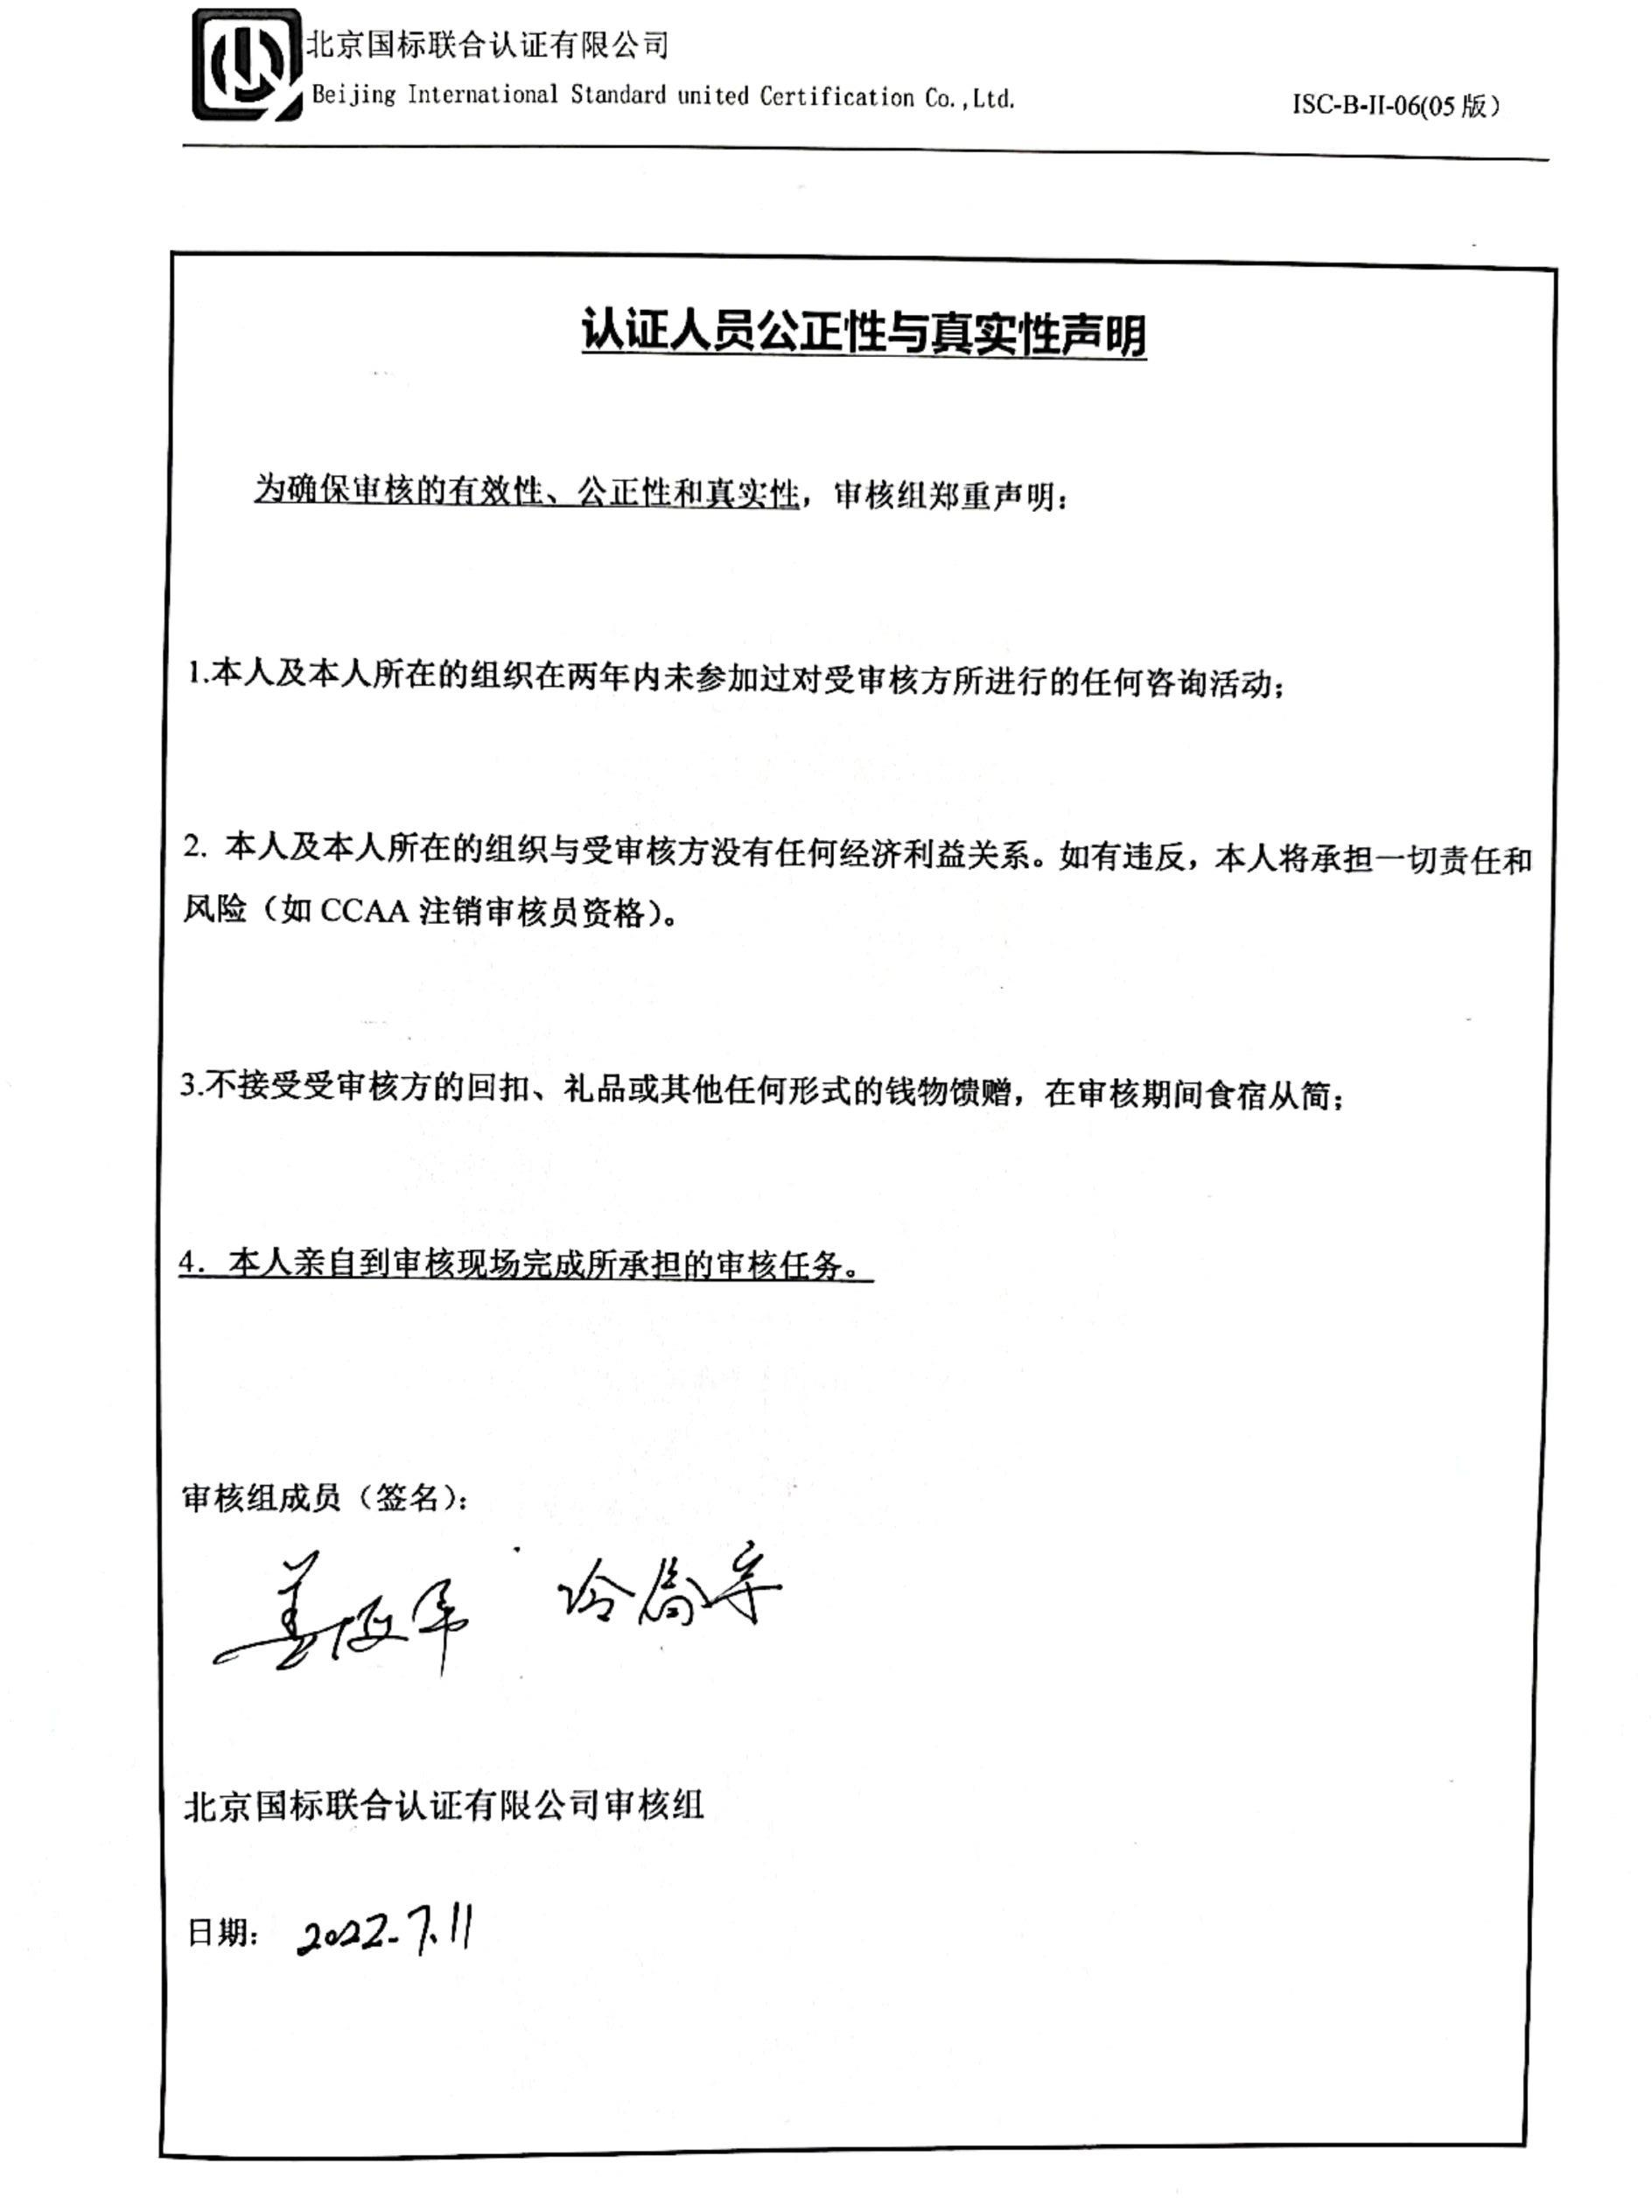 北京国标联合认证有限公司
Beijing International Standard united Certification Co.,Ltd.
ISC-B-II-06(05版)
认证人员公正性与真实性声明
为确保审核的有效性、公正性和真实性，审核组郑重声明：
1.本人及本人所在的组织在两年内未参加过对受审核方所进行的任何咨询活动；
2. 本人及本人所在的组织与受审核方没有任何经济利益关系。如有违反，本人将承担一切责任和
风险（如 CCAA 注销审核员资格）。
3.不接受受审核方的回扣、礼品或其他任何形式的钱物馈赠，在审核期间食宿从简；
4. 本人亲自到审核现场完成所承担的审核任务。
审核组成员（签名）：
北京国标联合认证有限公司审核组
日期： 2022.7.11